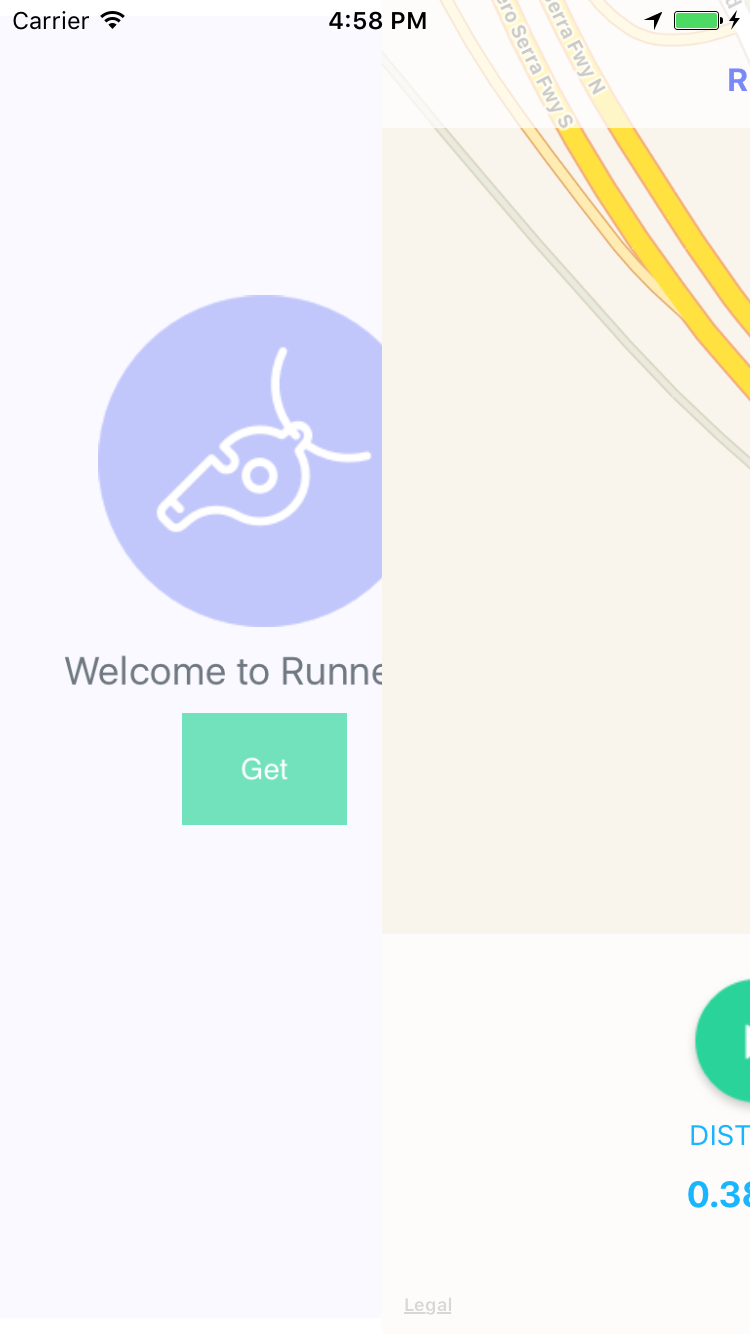 Carrier 4:58 PM
R
ero Serra Fwy S
Serra Fwy N
d
Welcome to Runne
Get
DIST
0.38
Legal